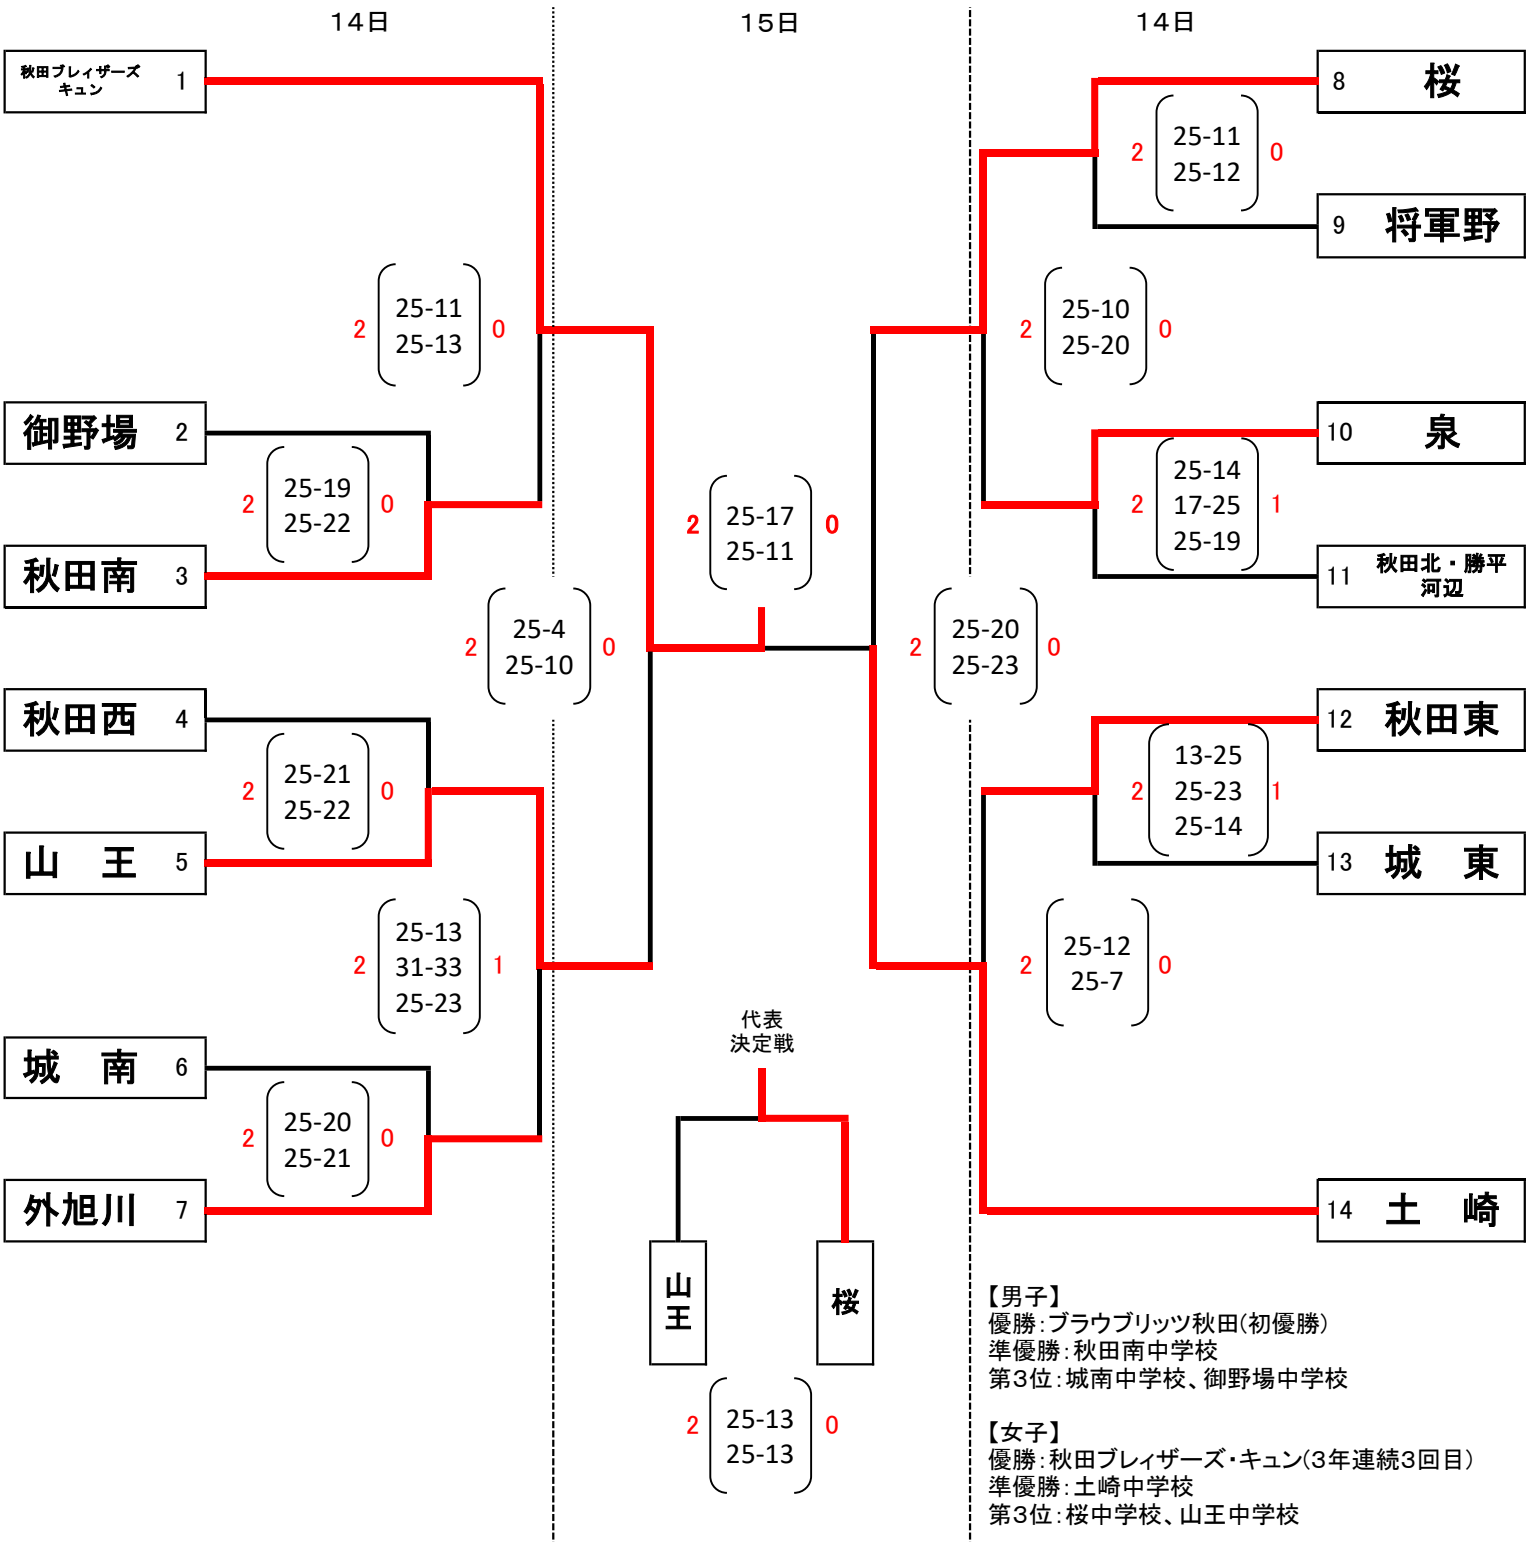 14日
15日
14日
秋田ブレィザーズ
キュン
1
8
桜
2
25-11
25-12
0
9
将軍野
2
25-11
25-13
0
2
25-10
25-20
0
御野場
2
10
泉
2
25-19
25-22
0
2
25-17
25-11
0
2
25-14
17-25
25-19
1
秋田南
3
11
秋田北・勝平
河辺
2
25-4
25-10
0
2
25-20
25-23
0
秋田西
4
12
秋田東
2
25-21
25-22
0
2
13-25
25-23
25-14
1
山 王
5
13
城 東
2
25-13
31-33
25-23
1
2
25-12
25-7
0
代表
決定戦
城 南
6
2
25-20
25-21
0
外旭川
7
14
土 崎
山王
桜
2
25-13
25-13
0
【男子】
優勝:ブラウブリッツ秋田(初優勝)
準優勝:秋田南中学校
第3位:城南中学校、御野場中学校
【女子】
優勝:秋田ブレィザーズ・キュン(3年連続3回目)
準優勝:土崎中学校
第3位:桜中学校、山王中学校